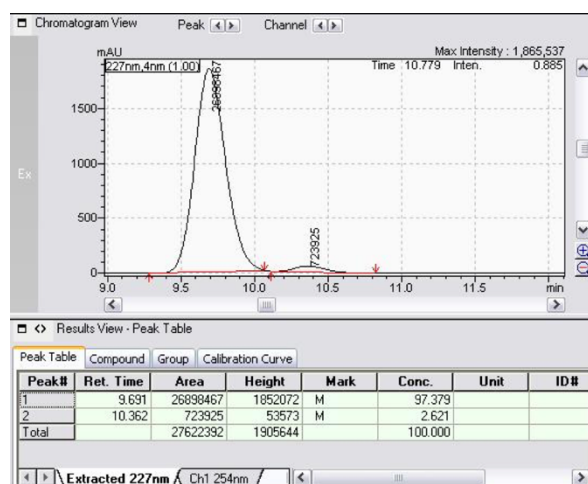 Chromatogram View Peak Channel
mAU
Max Intensity : 1,865,537
227nm,4nm (1.00)
Time 10.779 Inten. 0.885
26898467
723925
1500
1000
500
0
9.0 9.5 10.0 10.5 11.0 11.5 min
Ex
Results View - Peak Table
Peak Table Compound Group Calibration Curve
Peak# Ret. Time Area Height Mark Conc. Unit ID#
1 9.691 26898467 1852072 M 97.379
2 10.362 723925 53573 M 2.621
Total 27622392 1905644 100.000
Extracted 227nm Ch1 254nm